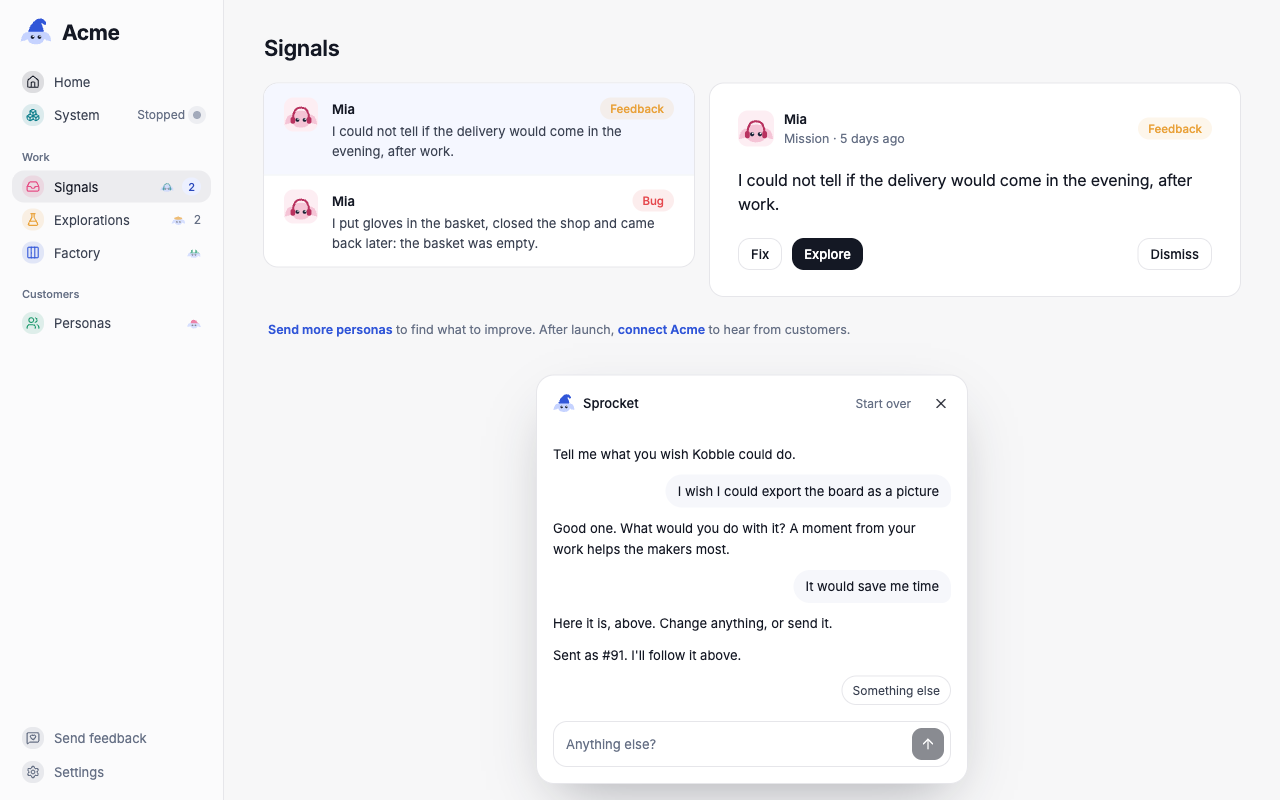 Acme
Home
System
Stopped
Work
Signals
2
Explorations
2
Factory
Customers
Personas
Send feedback
Settings
Signals
Mia
Feedback
I could not tell if the delivery would come in the
evening, after work.
Mia
Bug
I put gloves in the basket, closed the shop and came
back later: the basket was empty.
Mia
Mission · 5 days ago
Feedback
I could not tell if the delivery would come in the evening, after
work.
Fix
Explore
Dismiss
Send more personas to find what to improve. After launch, connect Acme to hear from customers.
Sprocket
Start over
Tell me what you wish Kobble could do.
I wish I could export the board as a picture
Good one. What would you do with it? A moment from your
work helps the makers most.
It would save me time
Here it is, above. Change anything, or send it.
Sent as #91. I'll follow it above.
Something else
Anything else?